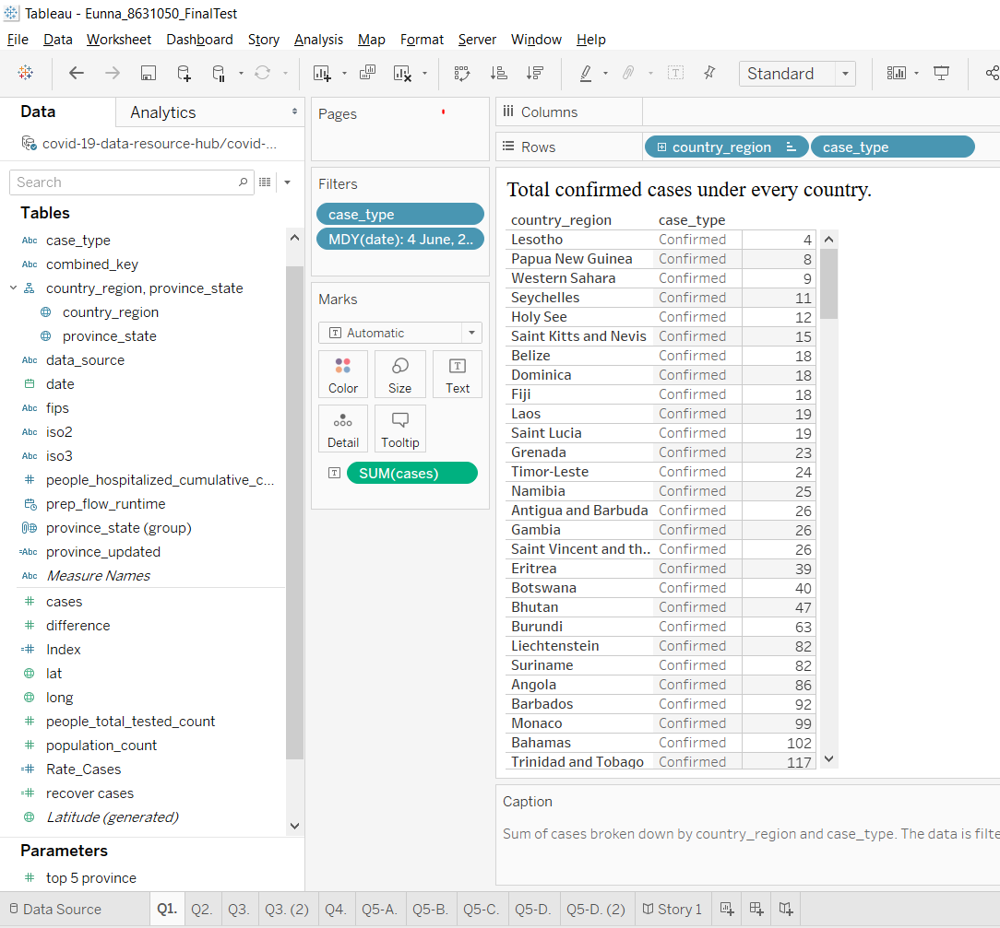 Tableau - Eunna_8631050_FinalTest
File Data Worksheet Dashboard Story Analysis Map Format Server Window Help
Standard
Data Analytics
covid-19-data-resource-hub/covid-...
Search
Tables
Abc case_type
Abc combined_key
country_region, province_state
country_region
province_state
Abc data_source
date
Abc fips
Abc iso2
Abc iso3
# people_hospitalized_cumulative_c...
prep_flow_runtime
province_state (group)
=Abc province_updated
Abc Measure Names
# cases
# difference
=# Index
lat
long
# people_total_tested_count
# population_count
=# Rate_Cases
=# recover cases
Latitude (generated)
Parameters
# top 5 province
Pages
Filters
case_type
MDY(date): 4 June, 2..
Marks
T Automatic
Color Size Text
Detail Tooltip
T SUM(cases)
Columns
Rows country_region case_type
Total confirmed cases under every country.
country_region case_type
Lesotho Confirmed 4
Papua New Guinea Confirmed 8
Western Sahara Confirmed 9
Seychelles Confirmed 11
Holy See Confirmed 12
Saint Kitts and Nevis Confirmed 15
Belize Confirmed 18
Dominica Confirmed 18
Fiji Confirmed 18
Laos Confirmed 19
Saint Lucia Confirmed 19
Grenada Confirmed 23
Timor-Leste Confirmed 24
Namibia Confirmed 25
Antigua and Barbuda Confirmed 26
Gambia Confirmed 26
Saint Vincent and th.. Confirmed 26
Eritrea Confirmed 39
Botswana Confirmed 40
Bhutan Confirmed 47
Burundi Confirmed 63
Liechtenstein Confirmed 82
Suriname Confirmed 82
Angola Confirmed 86
Barbados Confirmed 92
Monaco Confirmed 99
Bahamas Confirmed 102
Trinidad and Tobago Confirmed 117
Caption
Sum of cases broken down by country_region and case_type. The data is filte
Data Source Q1. Q2. Q3. Q3. (2) Q4. Q5-A. Q5-B. Q5-C. Q5-D. Q5-D. (2) Story 1